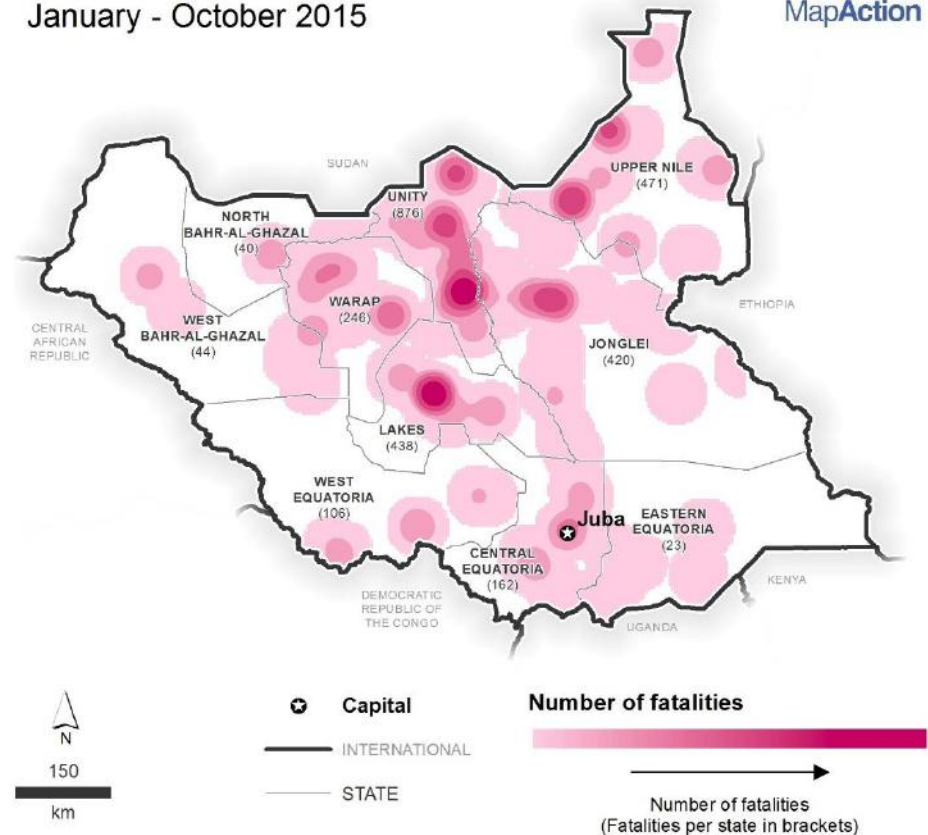 January - October 2015
MapAction
SUDAN
UPPER NILE
(471)
UNITY
(876)
NORTH
BAHR-AL-GHAZAL
(40)
WARAP
(246)
WEST
BAHR-AL-GHAZAL
(44)
CENTRAL
AFRICAN
REPUBLIC
ETHIOPIA
JONGLEI
(420)
LAKES
(438)
WEST
EQUATORIA
(106)
Juba
EASTERN
EQUATORIA
(23)
CENTRAL
EQUATORIA
(162)
KENYA
DEMOCRATIC
REPUBLIC OF
THE CONGO
UGANDA
N
150
km
Capital
INTERNATIONAL
STATE
Number of fatalities
Number of fatalities
(Fatalities per state in brackets)